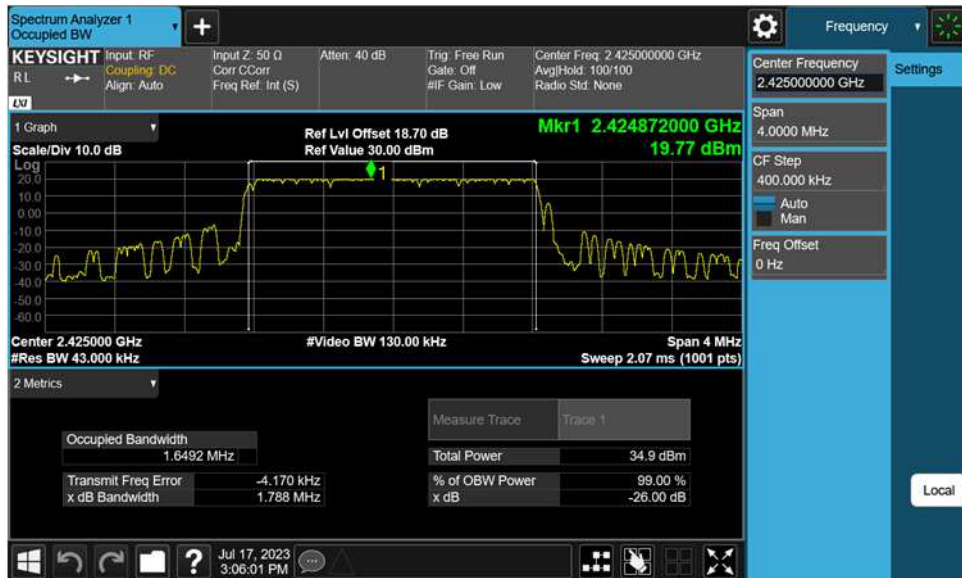 Spectrum Analyzer 1
Occupied BW
+
Frequency
KEYSIGHT
RL
LXI
Input: RF
Coupling: DC
Align: Auto
Input Z: 50 Ω
Corr CCorr
Freq Ref: Int (S)
Atten: 40 dB
Trig: Free Run
Gate: Off
#IF Gain: Low
Center Freq: 2.425000000 GHz
Avg|Hold: 100/100
Radio Std: None
1 Graph
Scale/Div 10.0 dB
Ref Lvl Offset 18.70 dB
Ref Value 30.00 dBm
Mkr1 2.424872000 GHz
19.77 dBm
Log
20.0
10.0
0.00
-10.0
-20.0
-30.0
-40.0
-50.0
-60.0
1
Center 2.425000 GHz
#Res BW 43.000 kHz
#Video BW 130.00 kHz
Span 4 MHz
Sweep 2.07 ms (1001 pts)
2 Metrics
Measure Trace
Trace 1
Occupied Bandwidth
1.6492 MHz
Total Power
34.9 dBm
Transmit Freq Error
-4.170 kHz
% of OBW Power
99.00 %
x dB Bandwidth
1.788 MHz
x dB
-26.00 dB
Center Frequency
2.425000000 GHz
Settings
Span
4.0000 MHz
CF Step
400.000 kHz
Auto
Man
Freq Offset
0 Hz
Local
?
Jul 17, 2023
3:06:01 PM